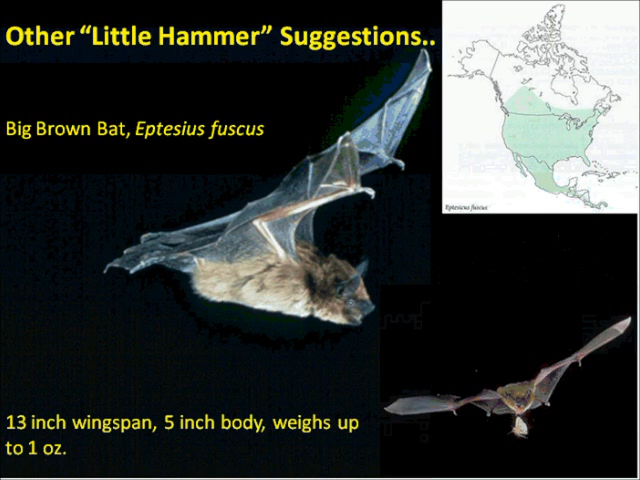 Other “Little Hammer” Suggestions..
Big Brown Bat, Eptesius fuscus
Eptesicus fuscus
13 inch wingspan, 5 inch body, weighs up
to 1 oz.